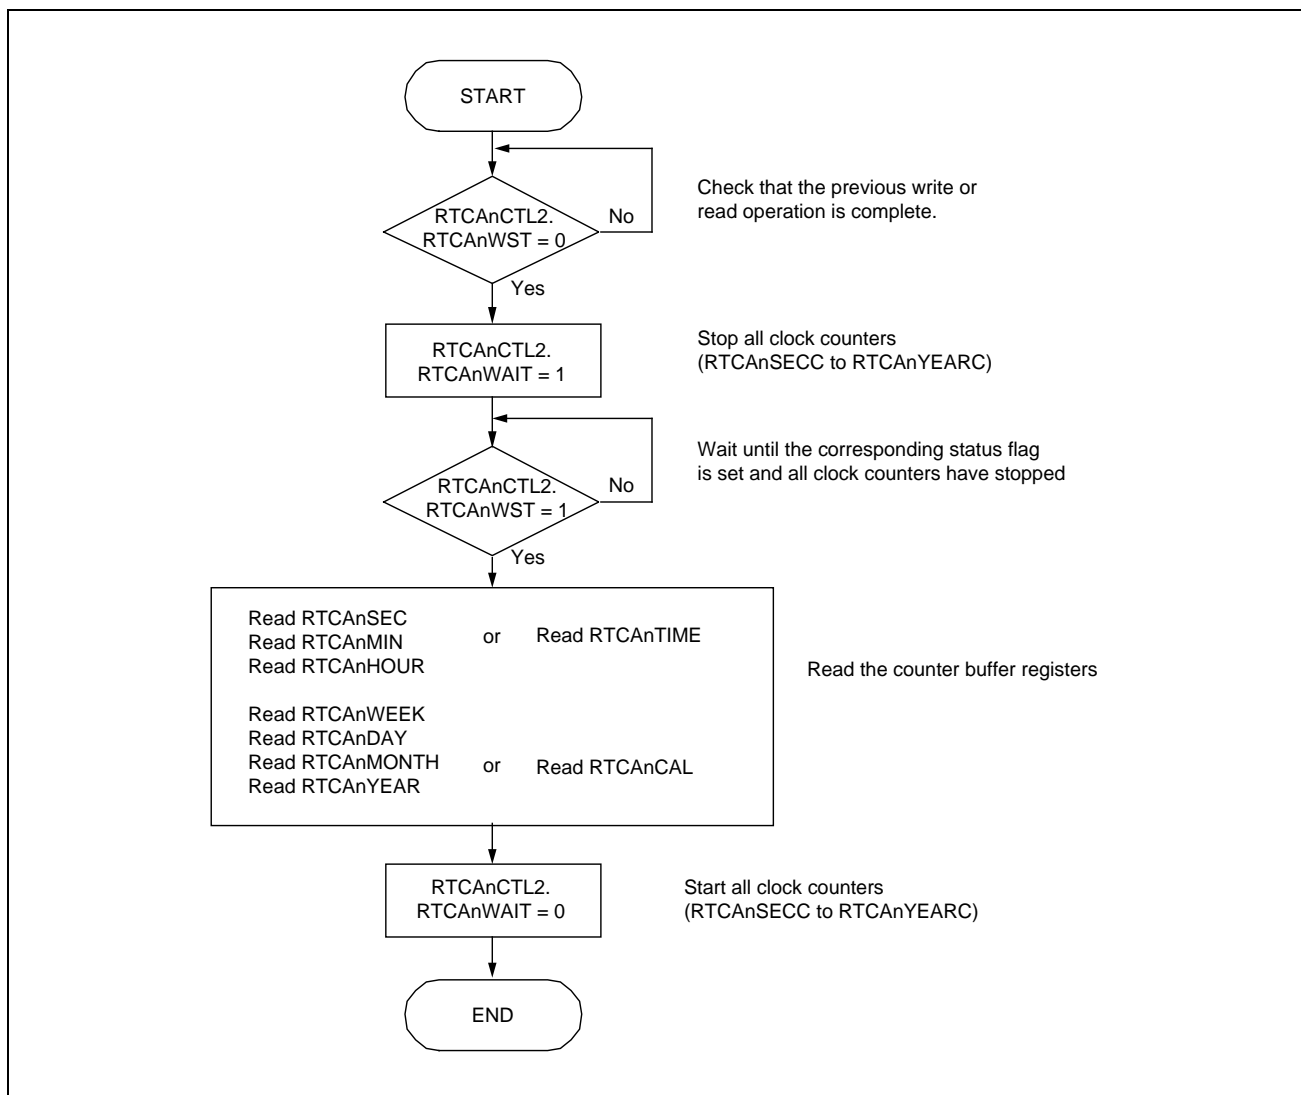 START
Check that the previous write or
read operation is complete.
RTCAnCTL2.
RTCAnWST = 0
No
Yes
RTCAnCTL2.
RTCAnWAIT = 1
Stop all clock counters
(RTCAnSECC to RTCAnYEARC)
Wait until the corresponding status flag
is set and all clock counters have stopped
RTCAnCTL2.
RTCAnWST = 1
No
Yes
Read RTCAnSEC
Read RTCAnMIN
Read RTCAnHOUR
or
Read RTCAnTIME
Read RTCAnWEEK
Read RTCAnDAY
Read RTCAnMONTH
Read RTCAnYEAR
or
Read RTCAnCAL
Read the counter buffer registers
RTCAnCTL2.
RTCAnWAIT = 0
Start all clock counters
(RTCAnSECC to RTCAnYEARC)
END